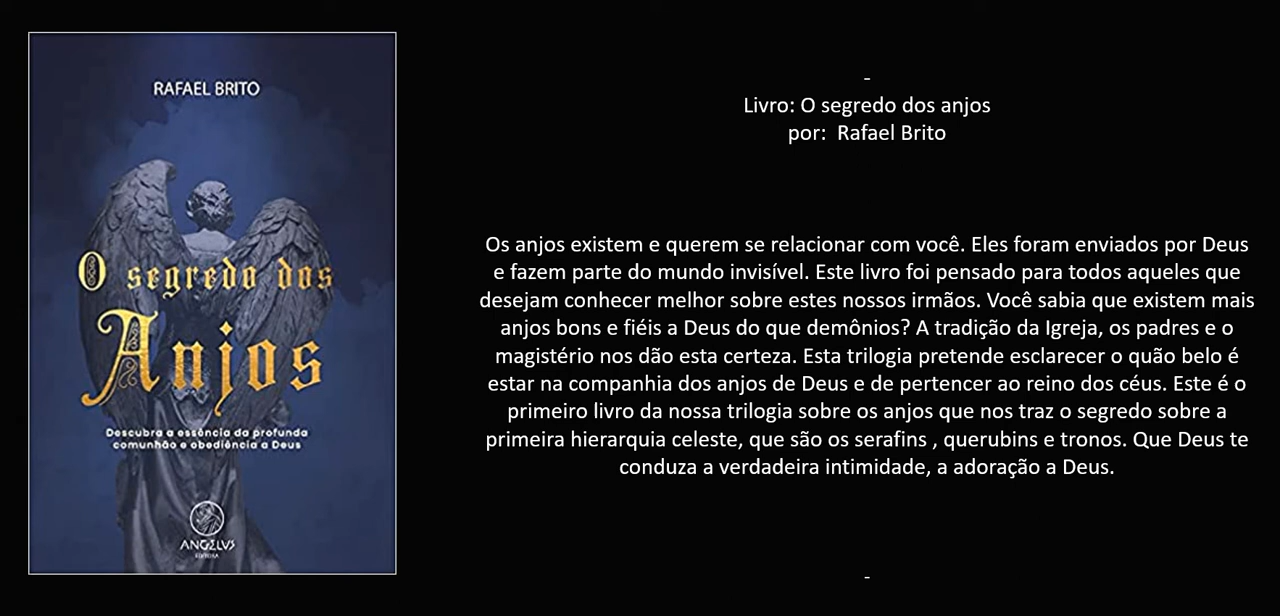 RAFAEL BRITO
O segredo dos
Anjos
Descubra a essência da profunda
comunhão e obediência a Deus
ANGELVS
EDITORA
-
Livro: O segredo dos anjos
por:  Rafael Brito
Os anjos existem e querem se relacionar com você. Eles foram enviados por Deus
e fazem parte do mundo invisível. Este livro foi pensado para todos aqueles que
desejam conhecer melhor sobre estes nossos irmãos. Você sabia que existem mais
anjos bons e fiéis a Deus do que demônios? A tradição da Igreja, os padres e o
magistério nos dão esta certeza. Esta trilogia pretende esclarecer o quão belo é
estar na companhia dos anjos de Deus e de pertencer ao reino dos céus. Este é o
primeiro livro da nossa trilogia sobre os anjos que nos traz o segredo sobre a
primeira hierarquia celeste, que são os serafins , querubins e tronos. Que Deus te
conduza a verdadeira intimidade, a adoração a Deus.
-